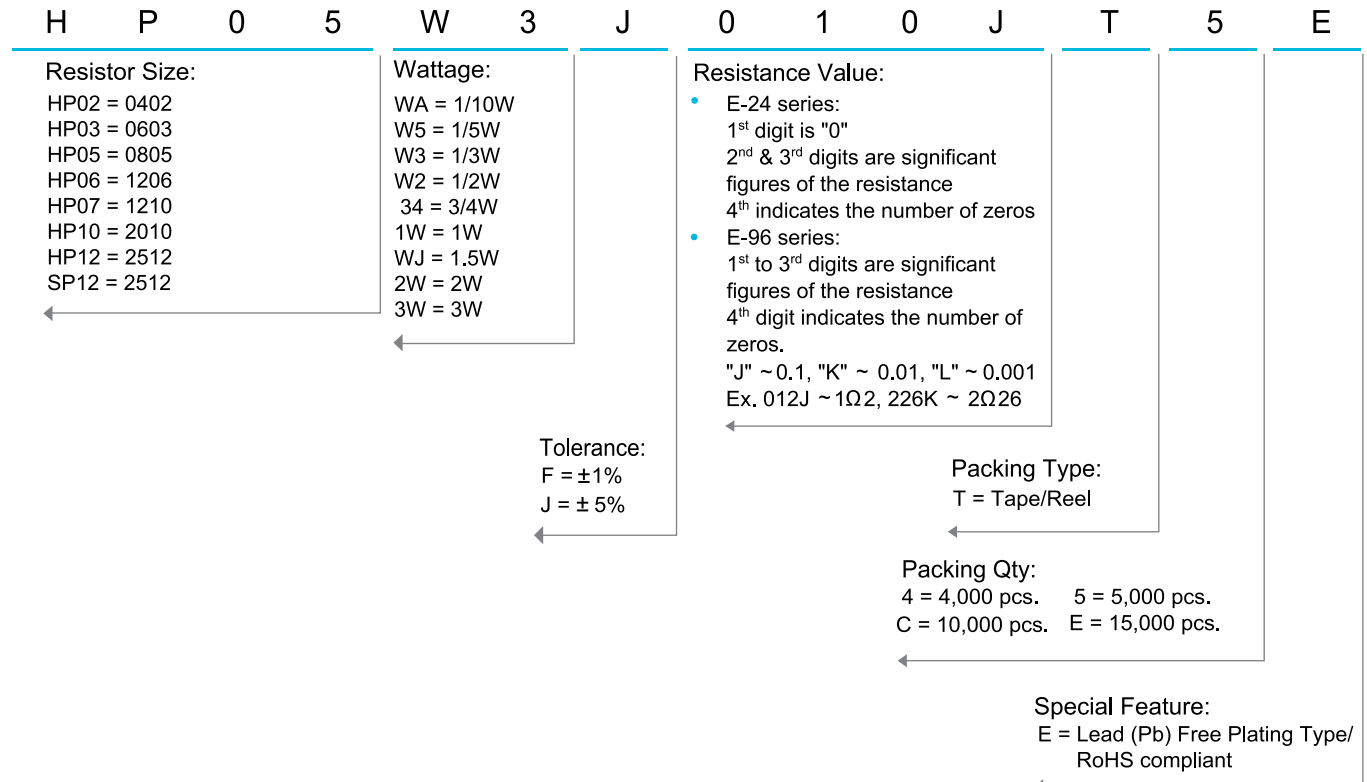 H P 0 5 W 3 J 0 1 0 J T 5 E
Resistor Size:
HP02 = 0402
HP03 = 0603
HP05 = 0805
HP06 = 1206
HP07 = 1210
HP10 = 2010
HP12 = 2512
SP12 = 2512
Wattage:
WA = 1/10W
W5 = 1/5W
W3 = 1/3W
W2 = 1/2W
34 = 3/4W
1W = 1W
WJ = 1.5W
2W = 2W
3W = 3W
Resistance Value:
• E-24 series:
1st digit is "0"
2nd & 3rd digits are significant
figures of the resistance
4th indicates the number of zeros
• E-96 series:
1st to 3rd digits are significant
figures of the resistance
4th digit indicates the number of
zeros.
"J" ~ 0.1, "K" ~ 0.01, "L" ~ 0.001
Ex. 012J ~ 1Ω2, 226K ~ 2Ω26
Tolerance:
F = ±1%
J = ± 5%
Packing Type:
T = Tape/Reel
Packing Qty:
4 = 4,000 pcs. 5 = 5,000 pcs.
C = 10,000 pcs. E = 15,000 pcs.
Special Feature:
E = Lead (Pb) Free Plating Type/
RoHS compliant